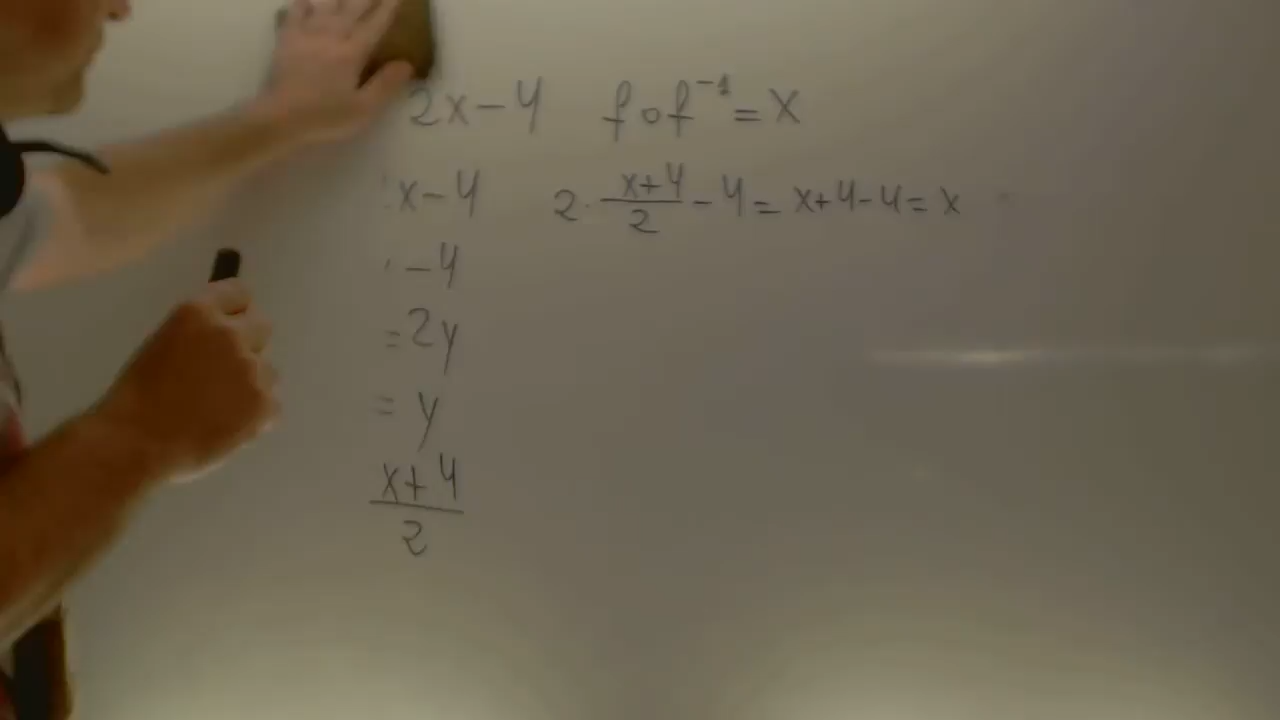 2x-4 f o f⁻¹ = x
x-4 2 · (x+4)/2 - 4 = x+4-4 = x
-4
= 2y
= y
(x+4)/2